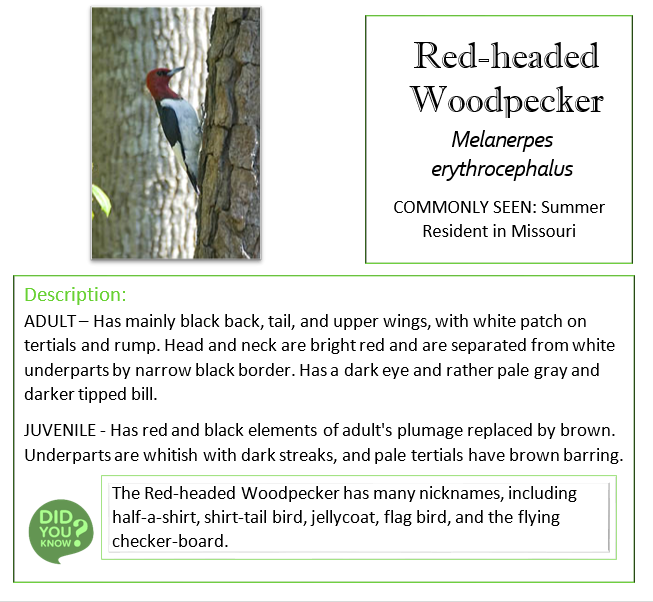 Red-headed
Woodpecker
Melanerpes
erythrocephalus
COMMONLY SEEN: Summer
Resident in Missouri
Description:
ADULT – Has mainly black back, tail, and upper wings, with white patch on
tertials and rump. Head and neck are bright red and are separated from white
underparts by narrow black border. Has a dark eye and rather pale gray and
darker tipped bill.
JUVENILE - Has red and black elements of adult's plumage replaced by brown.
Underparts are whitish with dark streaks, and pale tertials have brown barring.
DID
YOU
KNOW?
The Red-headed Woodpecker has many nicknames, including
half-a-shirt, shirt-tail bird, jellycoat, flag bird, and the flying
checker-board.